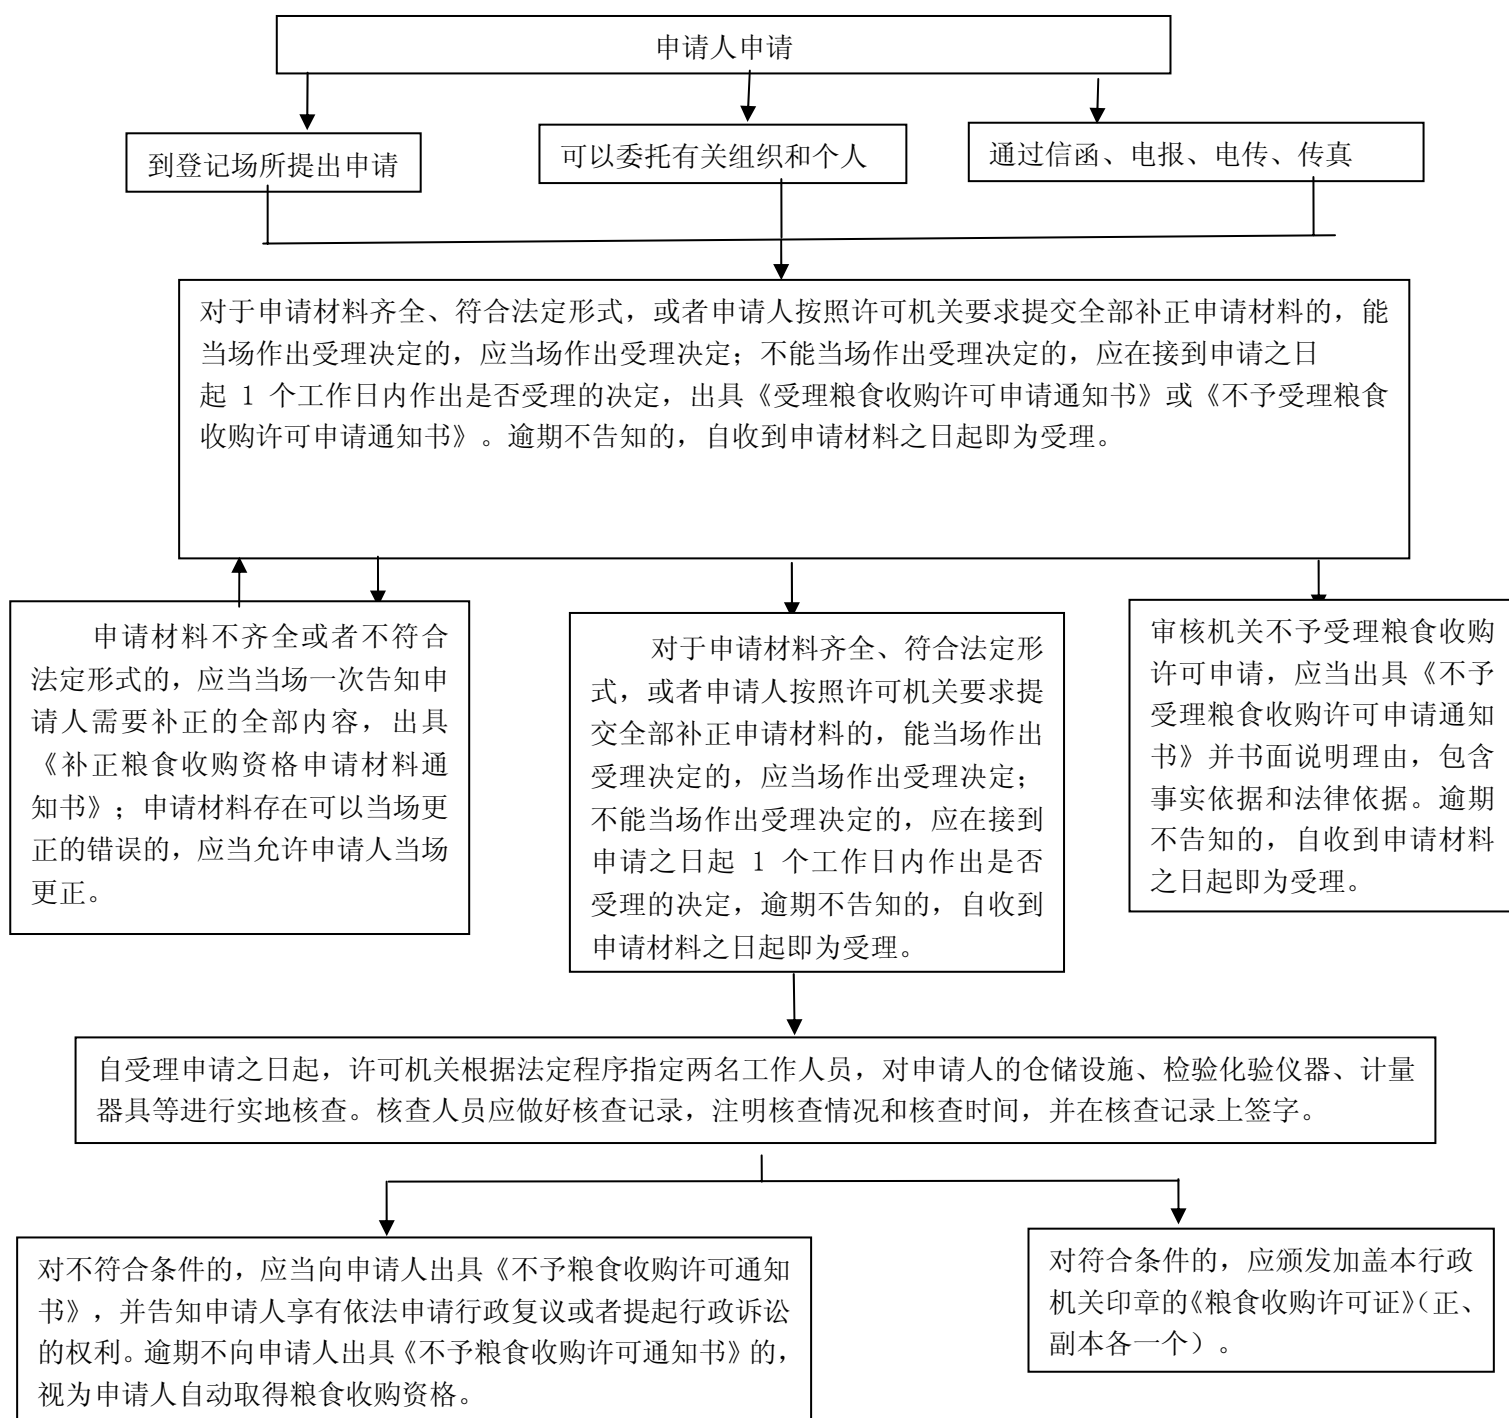 申请人申请
到登记场所提出申请
可以委托有关组织和个人
通过信函、电报、电传、传真
对于申请材料齐全、符合法定形式，或者申请人按照许可机关要求提交全部补正申请材料的，能
当场作出受理决定的，应当场作出受理决定；不能当场作出受理决定的，应在接到申请之日
起 1 个工作日内作出是否受理的决定，出具《受理粮食收购许可申请通知书》或《不予受理粮食
收购许可申请通知书》。逾期不告知的，自收到申请材料之日起即为受理。
申请材料不齐全或者不符合
法定形式的，应当当场一次告知申
请人需要补正的全部内容，出具
《补正粮食收购资格申请材料通
知书》；申请材料存在可以当场更
正的错误的，应当允许申请人当场
更正。
对于申请材料齐全、符合法定形
式，或者申请人按照许可机关要求提
交全部补正申请材料的，能当场作出
受理决定的，应当场作出受理决定；
不能当场作出受理决定的，应在接到
申请之日起 1 个工作日内作出是否
受理的决定，逾期不告知的，自收到
申请材料之日起即为受理。
审核机关不予受理粮食收购
许可申请，应当出具《不予
受理粮食收购许可申请通知
书》并书面说明理由，包含
事实依据和法律依据。逾期
不告知的，自收到申请材料
之日起即为受理。
自受理申请之日起，许可机关根据法定程序指定两名工作人员，对申请人的仓储设施、检验化验仪器、计量
器具等进行实地核查。核查人员应做好核查记录，注明核查情况和核查时间，并在核查记录上签字。
对不符合条件的，应当向申请人出具《不予粮食收购许可通知
书》，并告知申请人享有依法申请行政复议或者提起行政诉讼
的权利。逾期不向申请人出具《不予粮食收购许可通知书》的，
视为申请人自动取得粮食收购资格。
对符合条件的，应颁发加盖本行政
机关印章的《粮食收购许可证》（正、
副本各一个）。